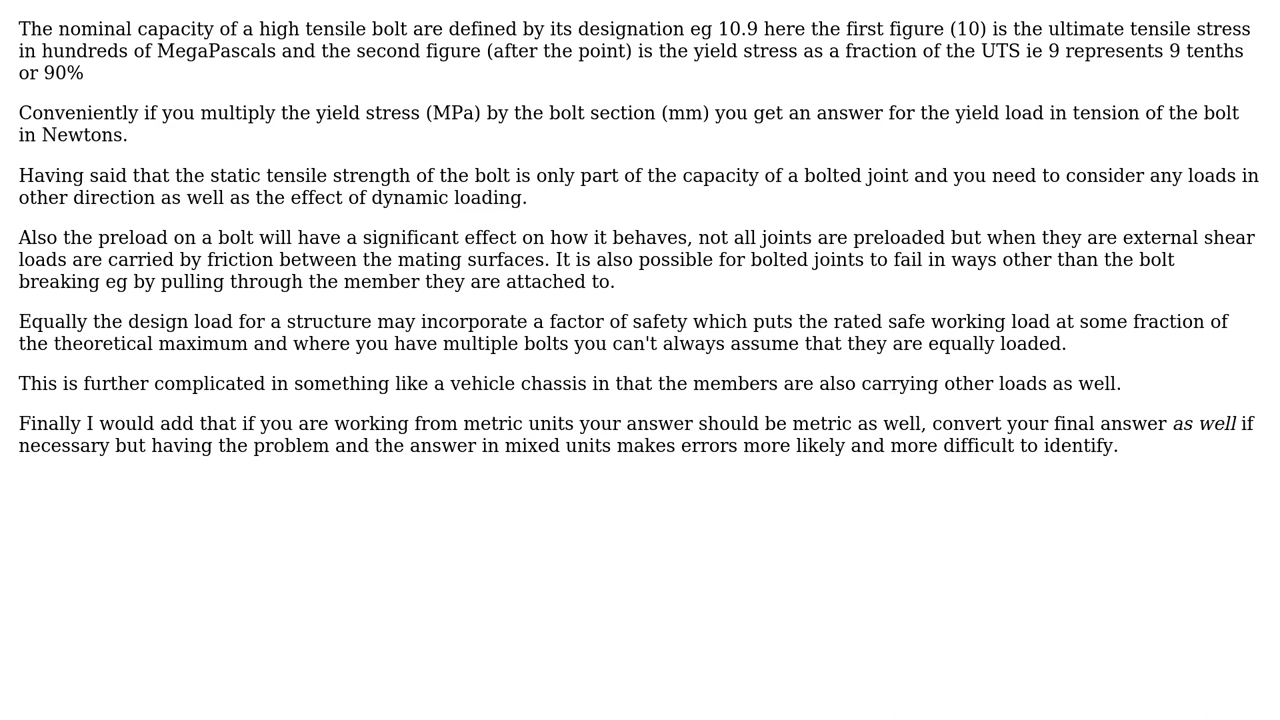 The nominal capacity of a high tensile bolt are defined by its designation eg 10.9 here the first figure (10) is the ultimate tensile stress
in hundreds of MegaPascals and the second figure (after the point) is the yield stress as a fraction of the UTS ie 9 represents 9 tenths
or 90%
Conveniently if you multiply the yield stress (MPa) by the bolt section (mm) you get an answer for the yield load in tension of the bolt
in Newtons.
Having said that the static tensile strength of the bolt is only part of the capacity of a bolted joint and you need to consider any loads in
other direction as well as the effect of dynamic loading.
Also the preload on a bolt will have a significant effect on how it behaves, not all joints are preloaded but when they are external shear
loads are carried by friction between the mating surfaces. It is also possible for bolted joints to fail in ways other than the bolt
breaking eg by pulling through the member they are attached to.
Equally the design load for a structure may incorporate a factor of safety which puts the rated safe working load at some fraction of
the theoretical maximum and where you have multiple bolts you can't always assume that they are equally loaded.
This is further complicated in something like a vehicle chassis in that the members are also carrying other loads as well.
Finally I would add that if you are working from metric units your answer should be metric as well, convert your final answer as well if
necessary but having the problem and the answer in mixed units makes errors more likely and more difficult to identify.